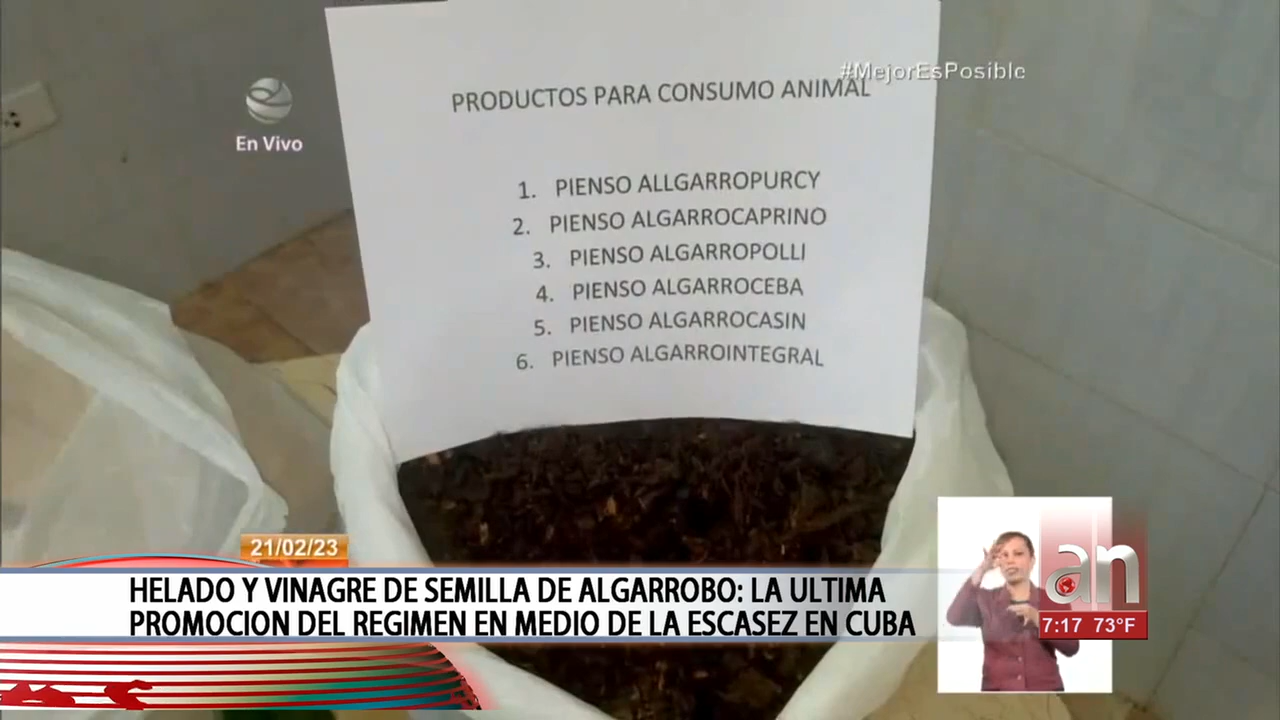 #MejorEsPosible
En Vivo
PRODUCTOS PARA CONSUMO ANIMAL
1. PIENSO ALLGARROPURCY
2. PIENSO ALGARROCAPRINO
3. PIENSO ALGARROPOLLI
4. PIENSO ALGARROCEBA
5. PIENSO ALGARROCASIN
6. PIENSO ALGARROINTEGRAL
21/02/23
HELADO Y VINAGRE DE SEMILLA DE ALGARROBO: LA ULTIMA
PROMOCION DEL REGIMEN EN MEDIO DE LA ESCASEZ EN CUBA
an
7:17 73°F